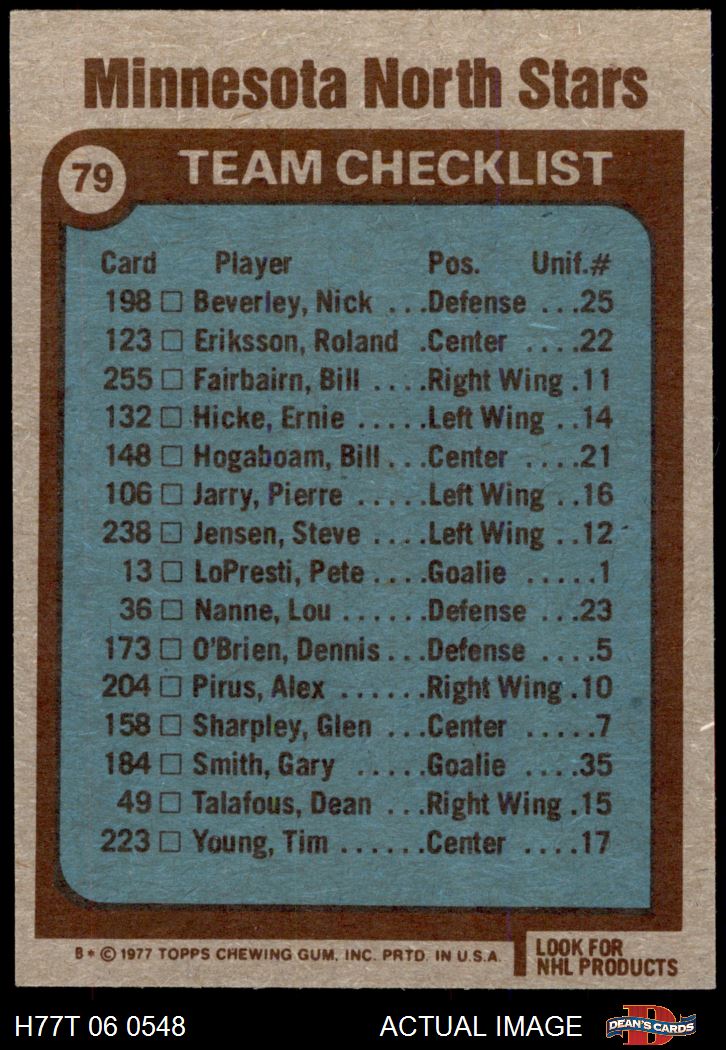 Minnesota North Stars
79 TEAM CHECKLIST
Card Player Pos. Unif.#
198 □ Beverley, Nick ...Defense ...25
123 □ Eriksson, Roland .Center ....22
255 □ Fairbairn, Bill ....Right Wing .11
132 □ Hicke, Ernie .....Left Wing ..14
148 □ Hogaboam, Bill...Center ....21
106 □ Jarry, Pierre .....Left Wing ..16
238 □ Jensen, Steve ....Left Wing ..12
13 □ LoPresti, Pete ....Goalie .....1
36 □ Nanne, Lou ......Defense ...23
173 □ O'Brien, Dennis...Defense ....5
204 □ Pirus, Alex ......Right Wing .10
158 □ Sharpley, Glen ...Center .....7
184 □ Smith, Gary .....Goalie ....35
49 □ Talafous, Dean ...Right Wing .15
223 □ Young, Tim ......Center ....17
B * © 1977 TOPPS CHEWING GUM, INC. PRTD. IN U.S.A.
LOOK FOR
NHL PRODUCTS
H77T 06 0548 ACTUAL IMAGE DEAN'S CARDS